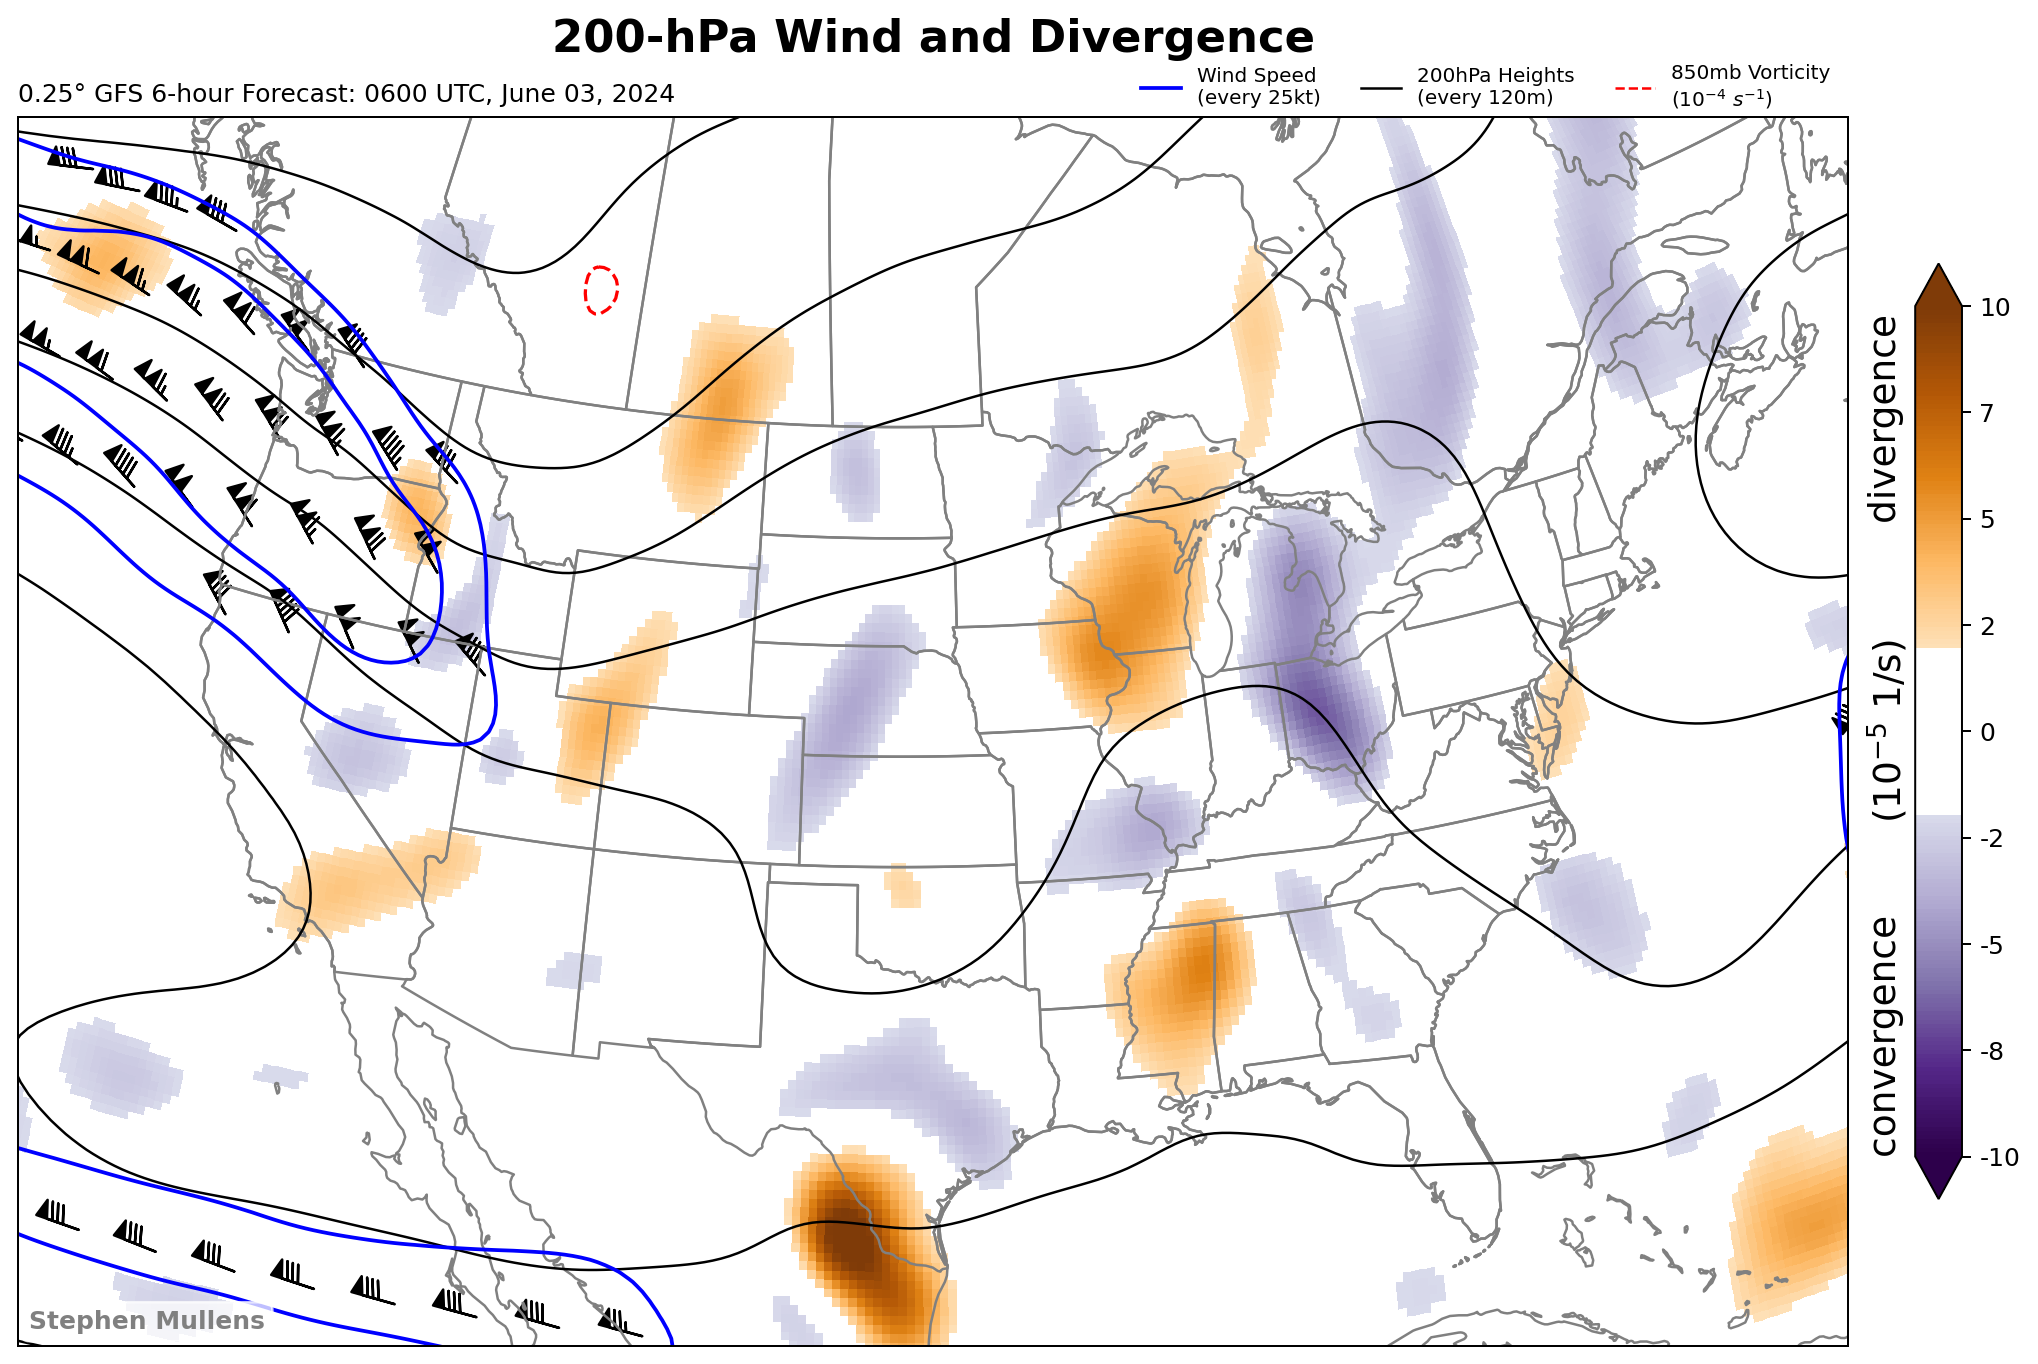 200-hPa Wind and Divergence
0.25° GFS 6-hour Forecast: 0600 UTC, June 03, 2024
Wind Speed
(every 25kt)
200hPa Heights
(every 120m)
850mb Vorticity
(10⁻⁴ s⁻¹)
10
7
5
2
0
-2
-5
-8
-10
convergence (10⁻⁵ 1/s) divergence
Stephen Mullens